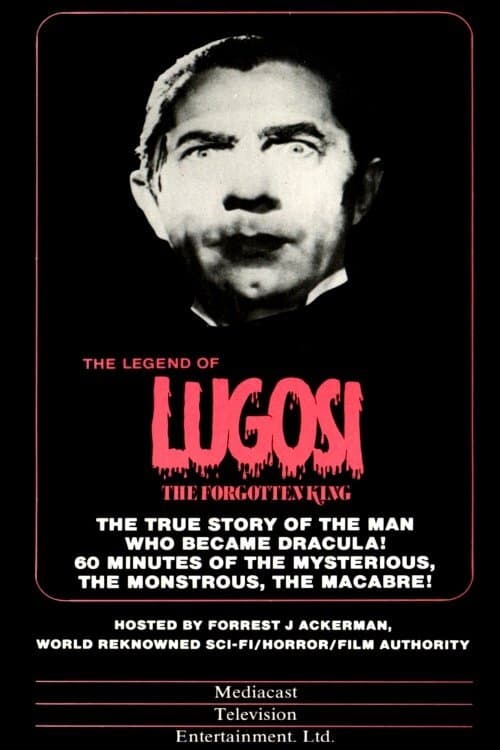 THE LEGEND OF
LUGOSI
THE FORGOTTEN KING
THE TRUE STORY OF THE MAN
WHO BECAME DRACULA!
60 MINUTES OF THE MYSTERIOUS,
THE MONSTROUS, THE MACABRE!
HOSTED BY FORREST J ACKERMAN,
WORLD REKNOWNED SCI-FI/HORROR/FILM AUTHORITY
Mediacast
Television
Entertainment. Ltd.